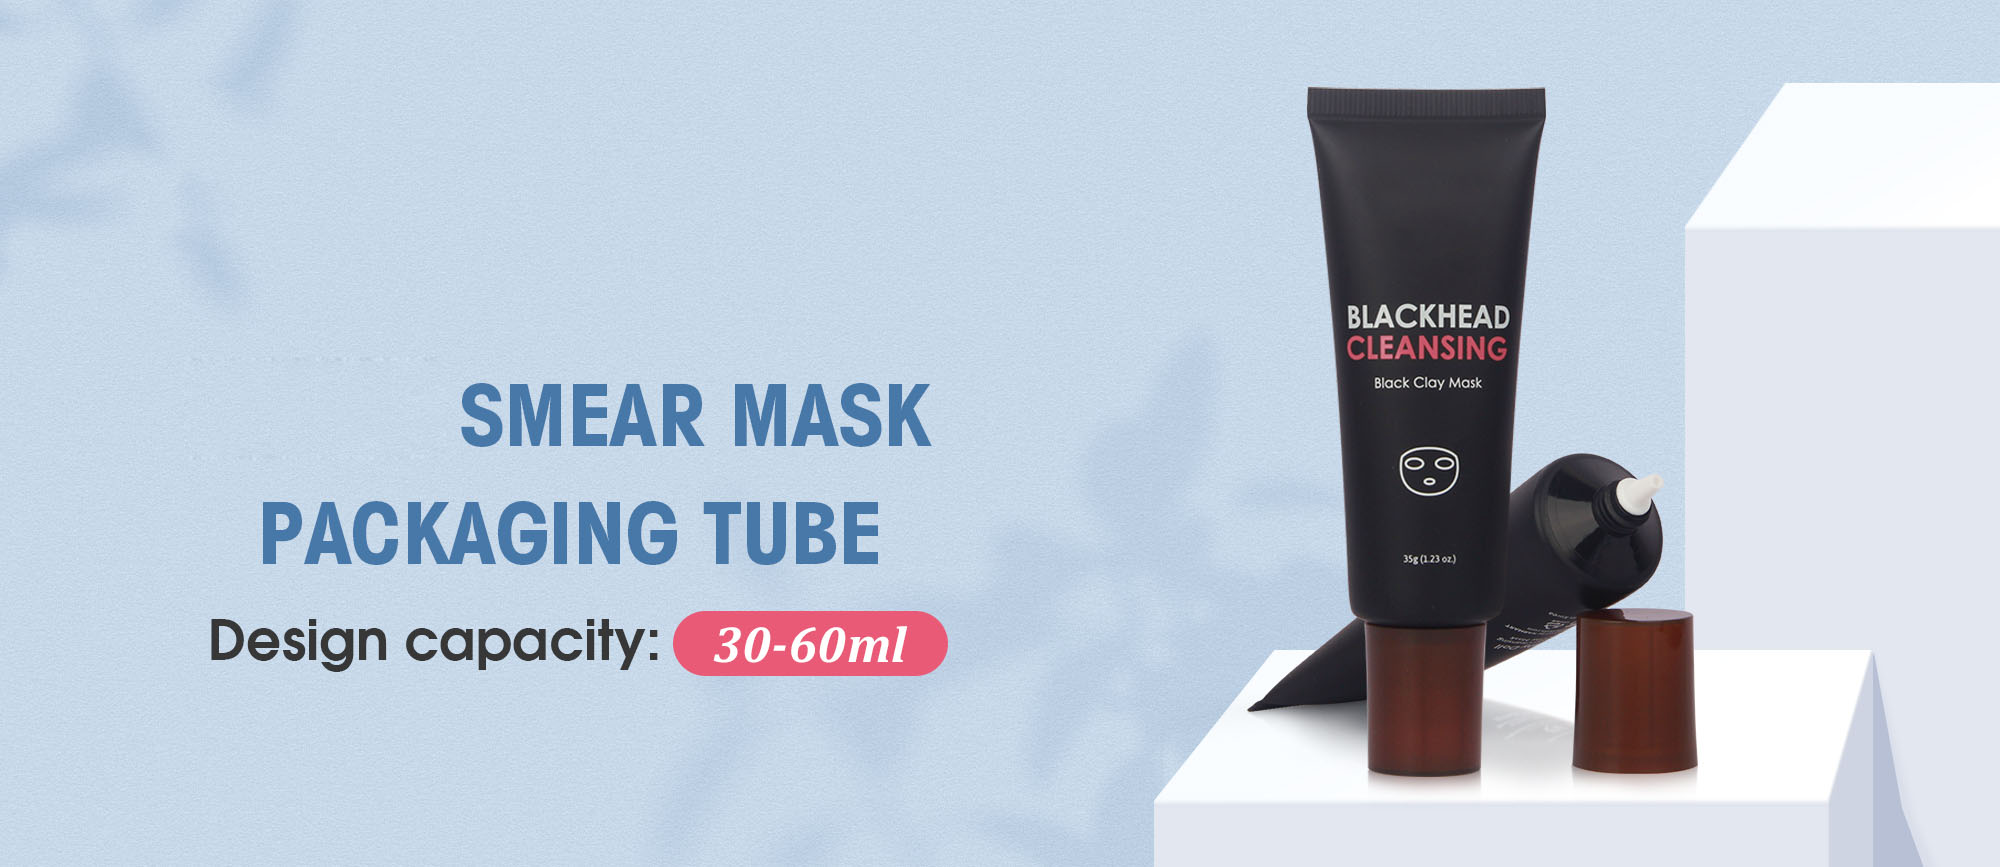 SMEAR MASK
PACKAGING TUBE
Design capacity: 30-60ml
BLACKHEAD
CLEANSING
Black Clay Mask
35g (1.23 oz.)